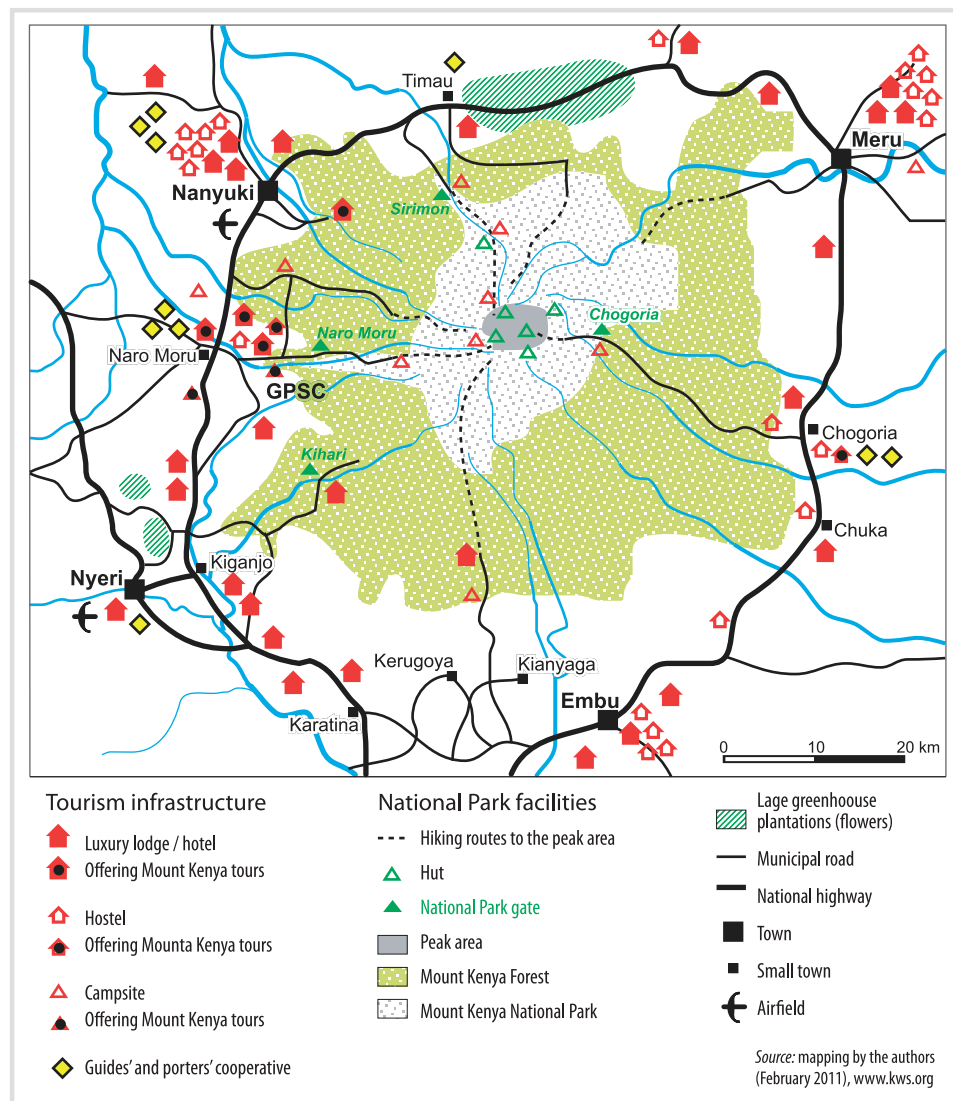 Timau
Meru
Nanyuki
Sirimon
Chogoria
Naro Moru
Naro Moru
GPSC
Chogoria
Kihari
Chuka
Kiganjo
Nyeri
Kerugoya
Kianyaga
Embu
Karatina
0 10 20 km
Tourism infrastructure
Luxury lodge / hotel
Offering Mount Kenya tours
Hostel
Offering Mounta Kenya tours
Campsite
Offering Mount Kenya tours
Guides' and porters' cooperative
National Park facilities
Hiking routes to the peak area
Hut
National Park gate
Peak area
Mount Kenya Forest
Mount Kenya National Park
Lage greenhoouse
plantations (flowers)
Municipal road
National highway
Town
Small town
Airfield
Source: mapping by the authors
(February 2011), www.kws.org